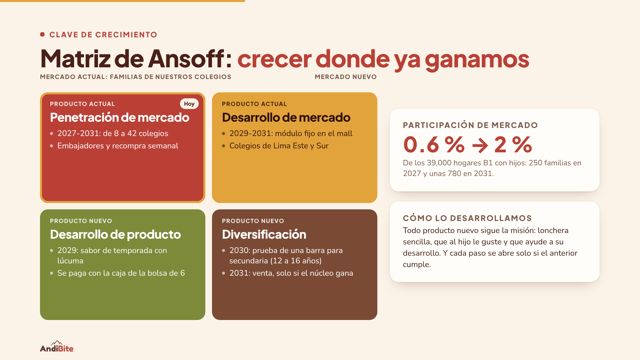 CLAVE DE CRECIMIENTO
Matriz de Ansoff: crecer donde ya ganamos
MERCADO ACTUAL: FAMILIAS DE NUESTROS COLEGIOS
MERCADO NUEVO
PRODUCTO ACTUAL
Hoy
Penetración de mercado
• 2027-2031: de 8 a 42 colegios
• Embajadores y recompra semanal
PRODUCTO ACTUAL
Desarrollo de mercado
• 2029-2031: módulo fijo en el mall
• Colegios de Lima Este y Sur
PRODUCTO NUEVO
Desarrollo de producto
• 2029: sabor de temporada con
lúcuma
• Se paga con la caja de la bolsa de 6
PRODUCTO NUEVO
Diversificación
• 2030: prueba de una barra para
secundaria (12 a 16 años)
• 2031: venta, solo si el núcleo gana
PARTICIPACIÓN DE MERCADO
0.6 % → 2 %
De los 39,000 hogares B1 con hijos: 250 familias en
2027 y unas 780 en 2031.
CÓMO LO DESARROLLAMOS
Todo producto nuevo sigue la misión: lonchera
sencilla, que al hijo le guste y que ayude a su
desarrollo. Y cada paso se abre solo si el anterior
cumple.
AndiBite